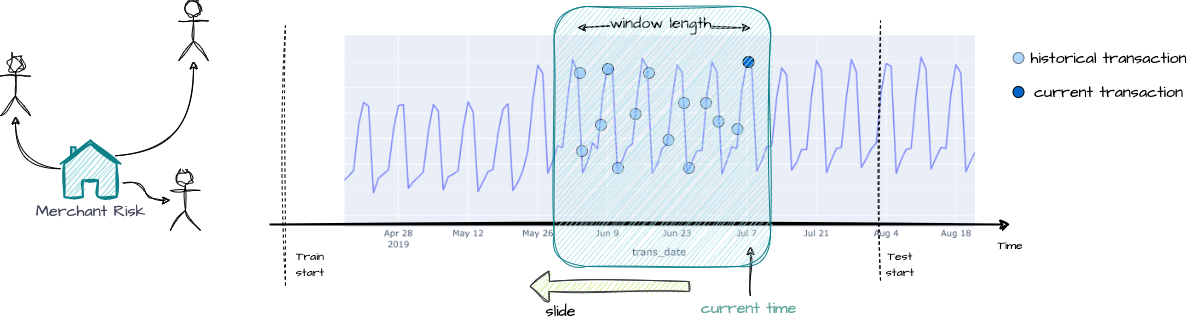 window length
historical transaction
current transaction
Merchant Risk
Apr 28
2019
May 12
May 26
Jun 9
Jun 23
Jul 7
Jul 21
Aug 4
Aug 18
trans_date
Time
Train
start
Test
start
slide
current time